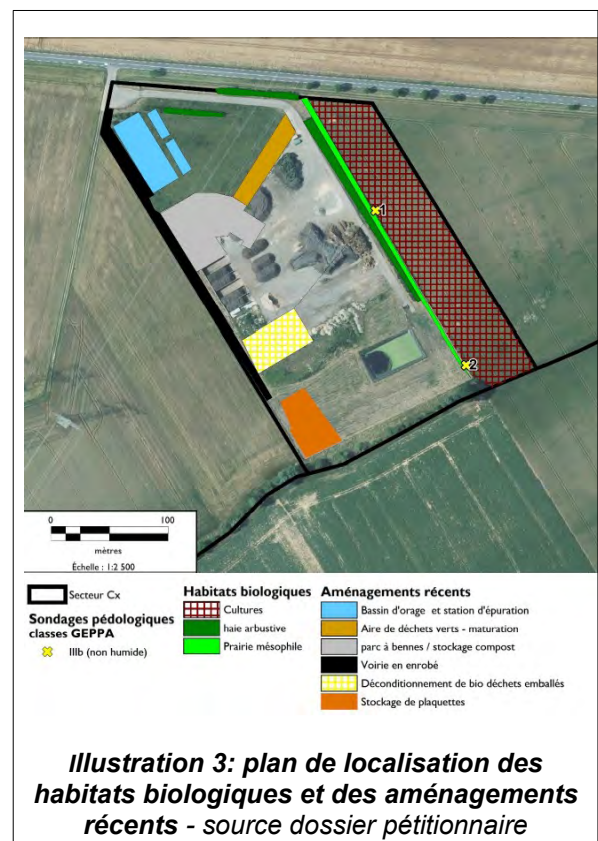 1
2
0 100
mètres
Échelle : 1:2 500
Secteur Cx
Sondages pédologiques
classes GEPPA
IIIb (non humide)
Habitats biologiques
Cultures
haie arbustive
Prairie mésophile
Aménagements récents
Bassin d'orage et station d'épuration
Aire de déchets verts - maturation
parc à bennes / stockage compost
Voirie en enrobé
Déconditionnement de bio déchets emballés
Stockage de plaquettes
Illustration 3: plan de localisation des
habitats biologiques et des aménagements
récents - source dossier pétitionnaire